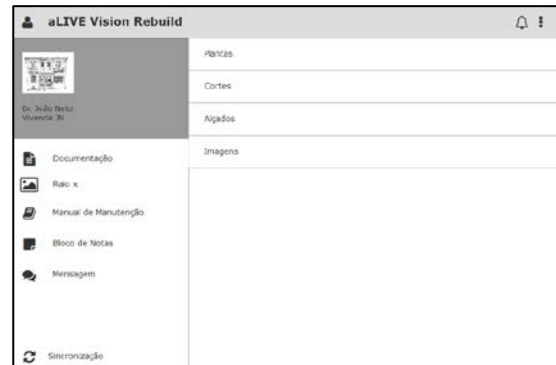 aLIVE Vision Rebuild
Dr. João Neto
Vivenda JN
Documentação
Raio x
Manual de Manutenção
Bloco de Notas
Mensagem
Sincronização
Plantas
Cortes
Alçados
Imagens